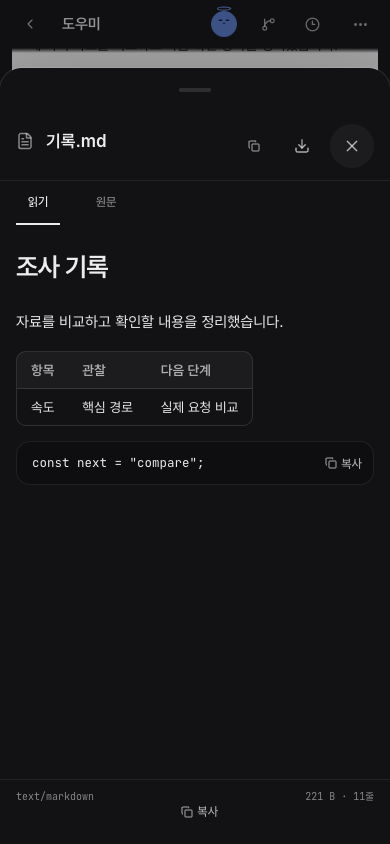 도우미
기록.md
읽기 원문
조사 기록
자료를 비교하고 확인할 내용을 정리했습니다.
항목 관찰 다음 단계
속도 핵심 경로 실제 요청 비교
const next = "compare"; 복사
text/markdown 221 B · 11줄
복사